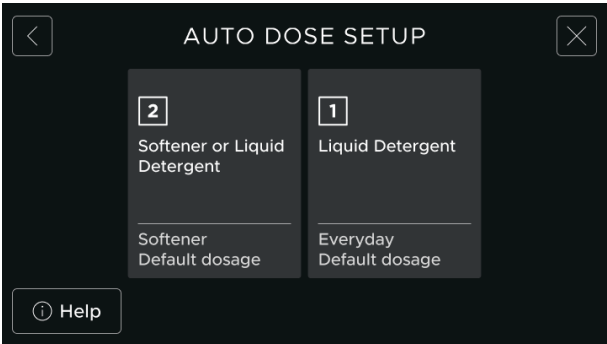 AUTO DOSE SETUP
2
Softener or Liquid
Detergent
Softener
Default dosage
1
Liquid Detergent
Everyday
Default dosage
Help